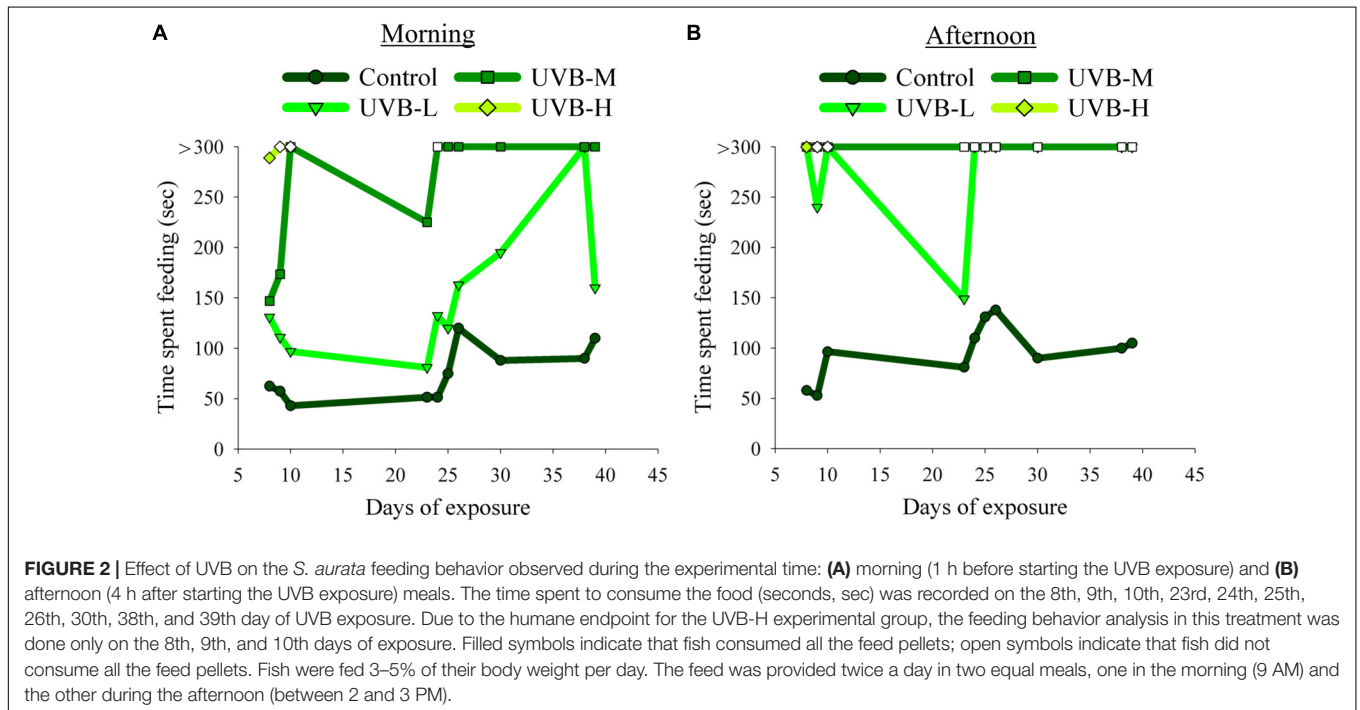 A
Morning
Control
UVB-M
UVB-L
UVB-H
>300
250
200
150
100
50
0
Time spent feeding (sec)
5 10 15 20 25 30 35 40 45
Days of exposure
B
Afternoon
Control
UVB-M
UVB-L
UVB-H
>300
250
200
150
100
50
0
Time spent feeding (sec)
5 10 15 20 25 30 35 40 45
Days of exposure
FIGURE 2 | Effect of UVB on the S. aurata feeding behavior observed during the experimental time: (A) morning (1 h before starting the UVB exposure) and (B)
afternoon (4 h after starting the UVB exposure) meals. The time spent to consume the food (seconds, sec) was recorded on the 8th, 9th, 10th, 23rd, 24th, 25th,
26th, 30th, 38th, and 39th day of UVB exposure. Due to the humane endpoint for the UVB-H experimental group, the feeding behavior analysis in this treatment was
done only on the 8th, 9th, and 10th days of exposure. Filled symbols indicate that fish consumed all the feed pellets; open symbols indicate that fish did not
consume all the feed pellets. Fish were fed 3–5% of their body weight per day. The feed was provided twice a day in two equal meals, one in the morning (9 AM) and
the other during the afternoon (between 2 and 3 PM).